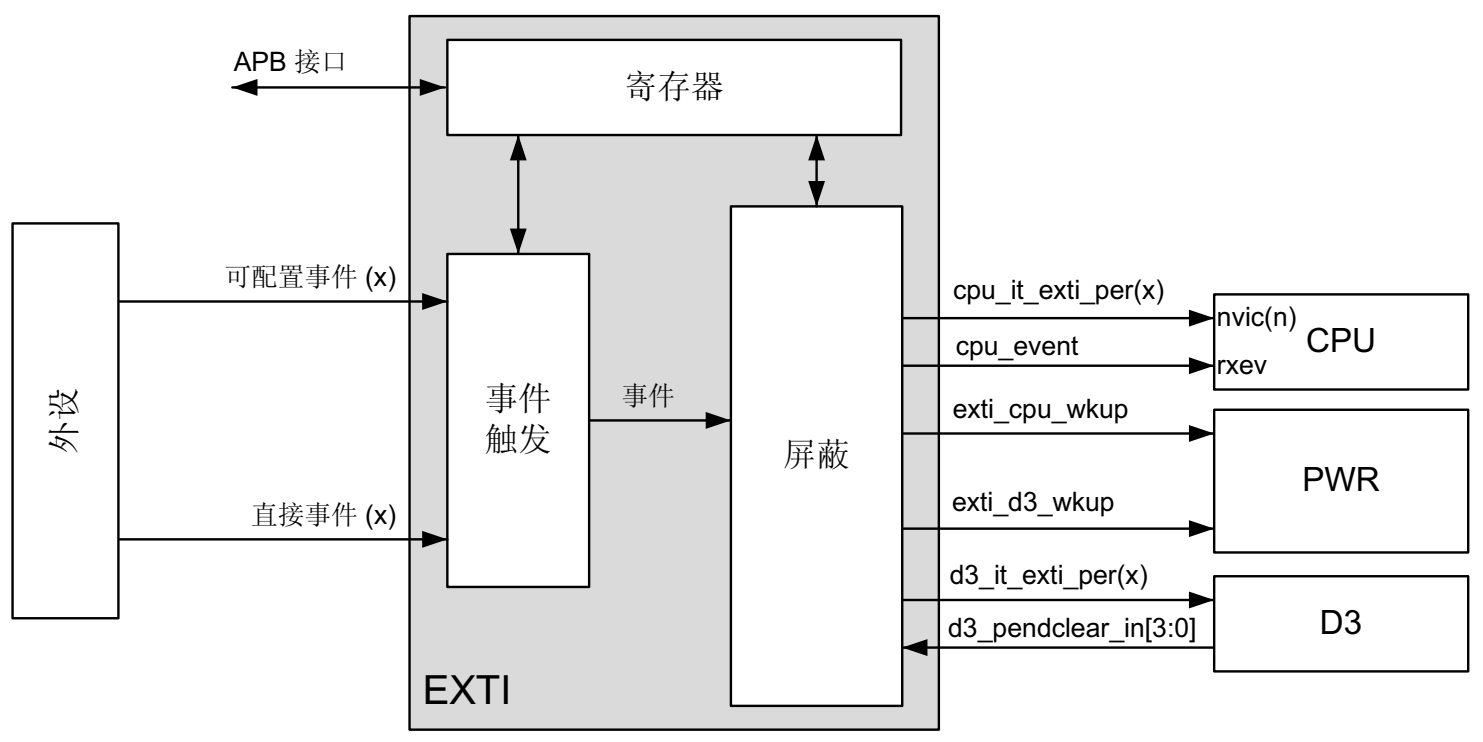 APB 接口
寄存器
可配置事件 (x)
cpu_it_exti_per(x)
nvic(n)
CPU
cpu_event
rxev
外设
事件
触发
事件
屏蔽
exti_cpu_wkup
PWR
exti_d3_wkup
直接事件 (x)
d3_it_exti_per(x)
D3
d3_pendclear_in[3:0]
EXTI